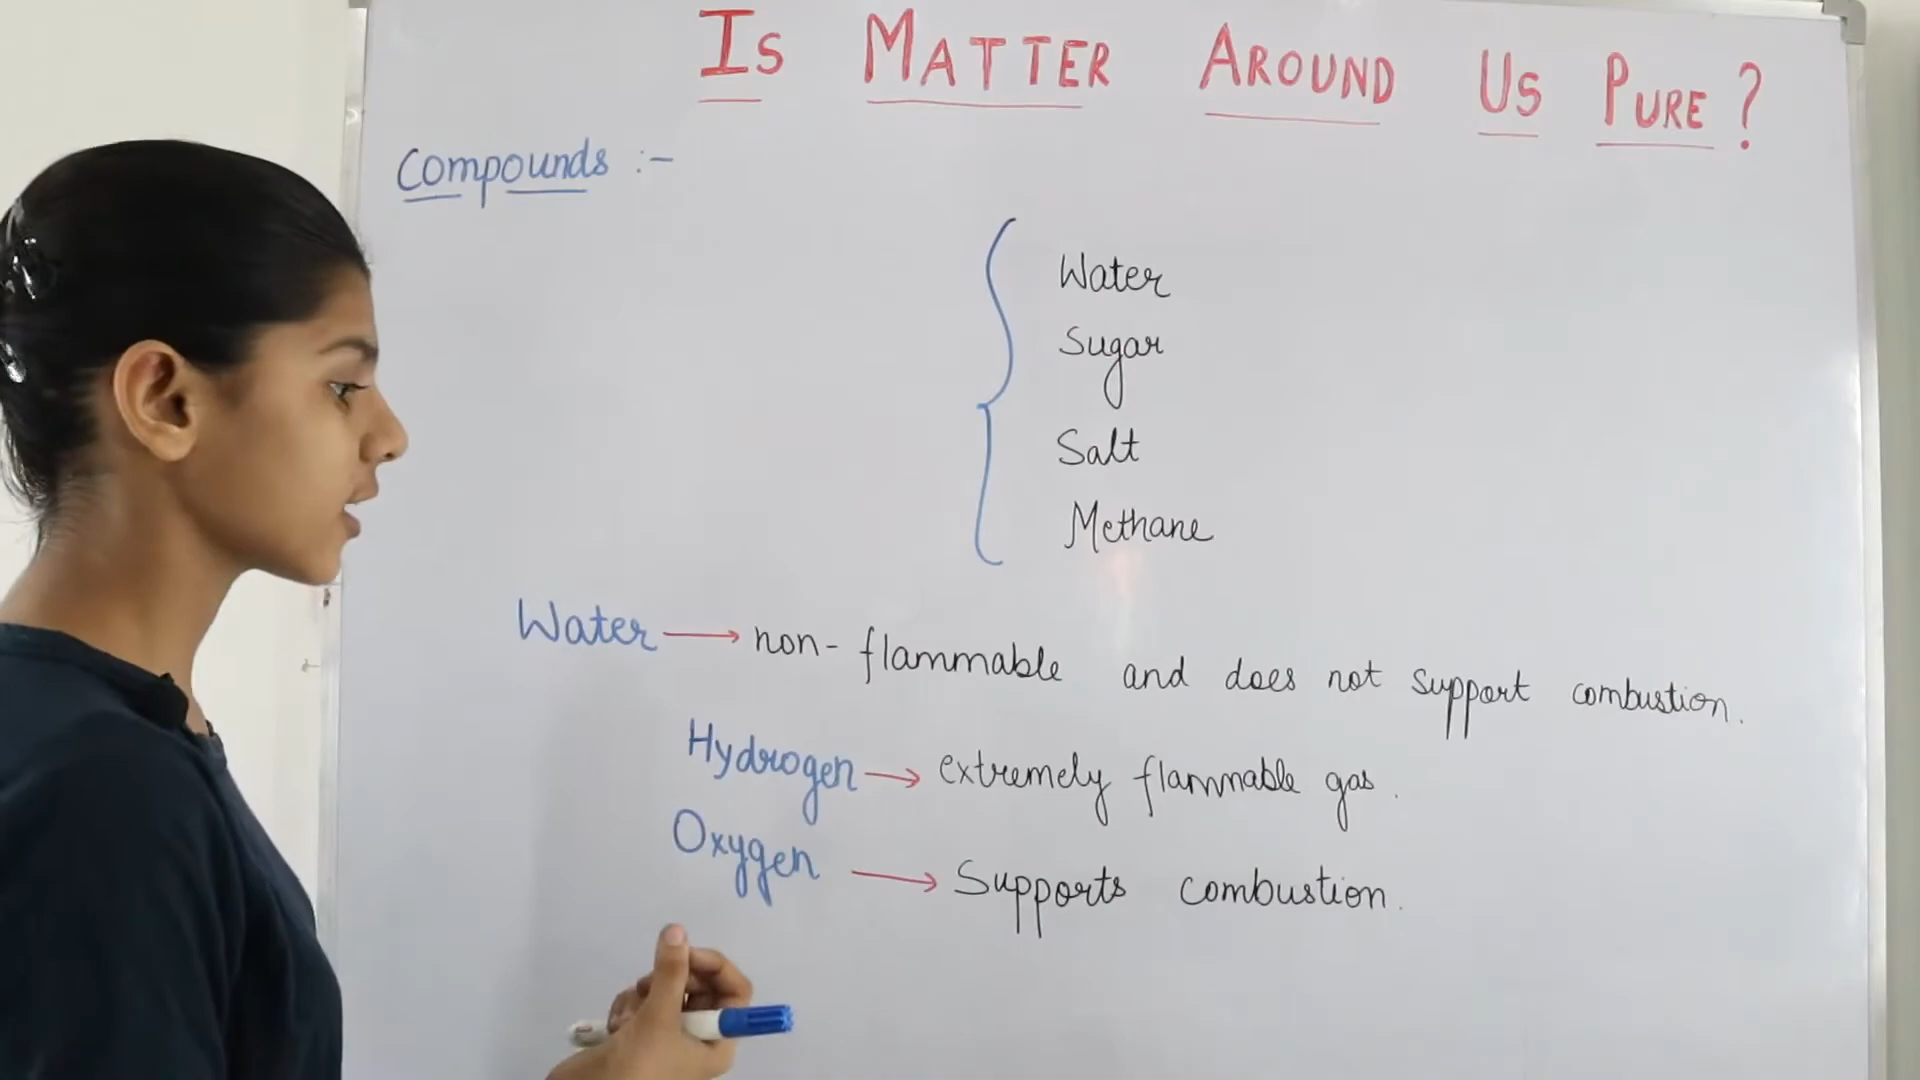 IS MATTER AROUND US PURE ?
Compounds :-
Water
Sugar
Salt
Methane
Water → non-flammable and does not support combustion.
Hydrogen → extremely flammable gas.
Oxygen → Supports combustion.